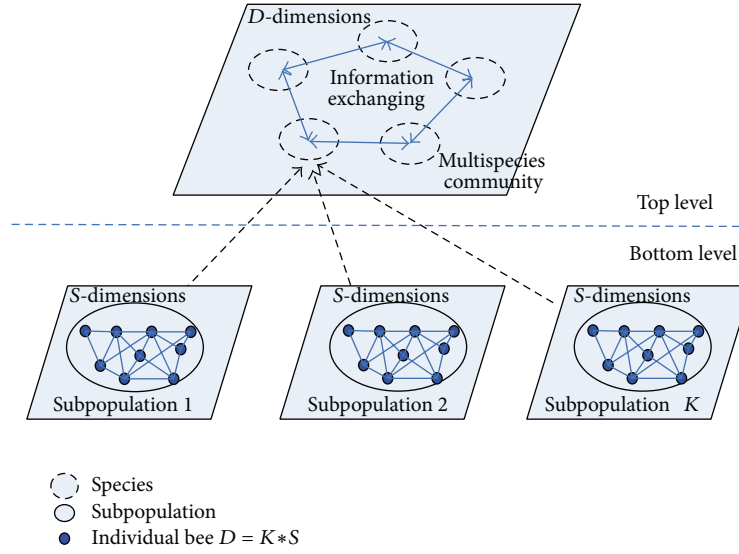 D-dimensions
Information
exchanging
Multispecies
community
Top level
Bottom level
S-dimensions
S-dimensions
S-dimensions
Subpopulation 1
Subpopulation 2
Subpopulation K
Species
Subpopulation
Individual bee D = K∗S